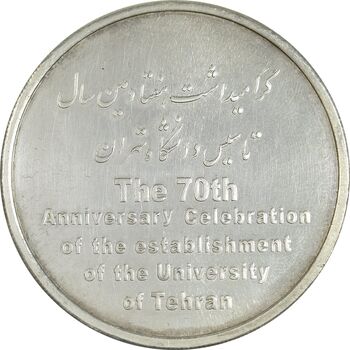 گرامیداشت هفتادمین سال
تاسیس دانشگاه تهران
The 70th
Anniversary Celebration
of the establishment
of the University
of Tehran